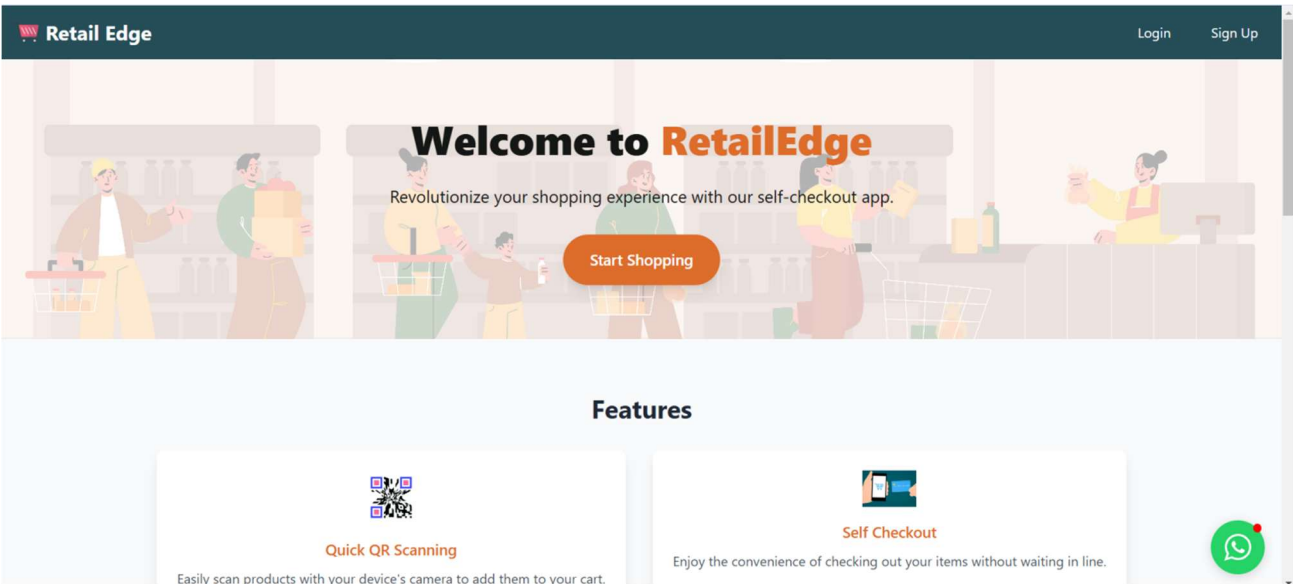 Retail Edge
Login
Sign Up
Welcome to RetailEdge
Revolutionize your shopping experience with our self-checkout app.
Start Shopping
Features
Quick QR Scanning
Easily scan products with your device's camera to add them to your cart.
Self Checkout
Enjoy the convenience of checking out your items without waiting in line.